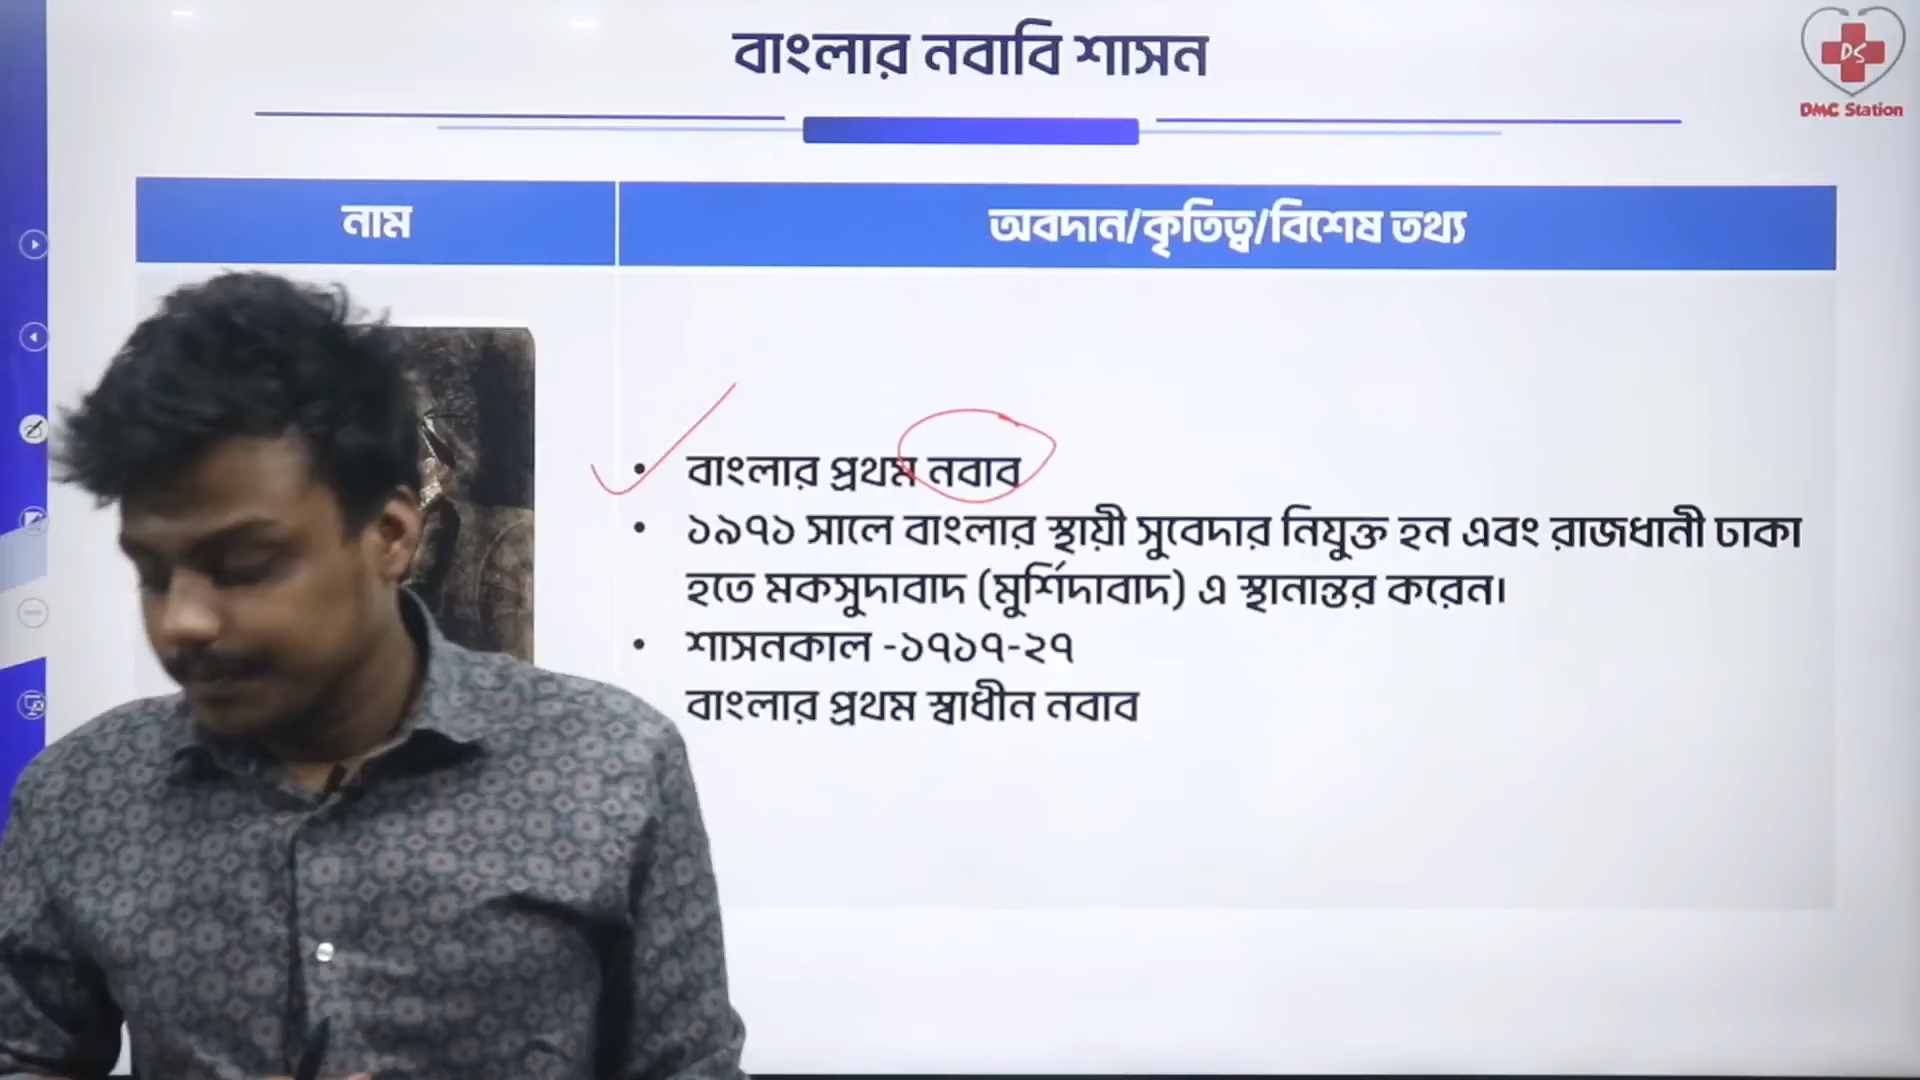 বাংলার নবাবি শাসন
DS
DMC Station
নাম
অবদান/কৃতিত্ব/বিশেষ তথ্য
বাংলার প্রথম নবাব
১৯৭১ সালে বাংলার স্থায়ী সুবেদার নিযুক্ত হন এবং রাজধানী ঢাকা
হতে মকসুদাবাদ (মুর্শিদাবাদ) এ স্থানান্তর করেন।
শাসনকাল -১৭১৭-২৭
বাংলার প্রথম স্বাধীন নবাব